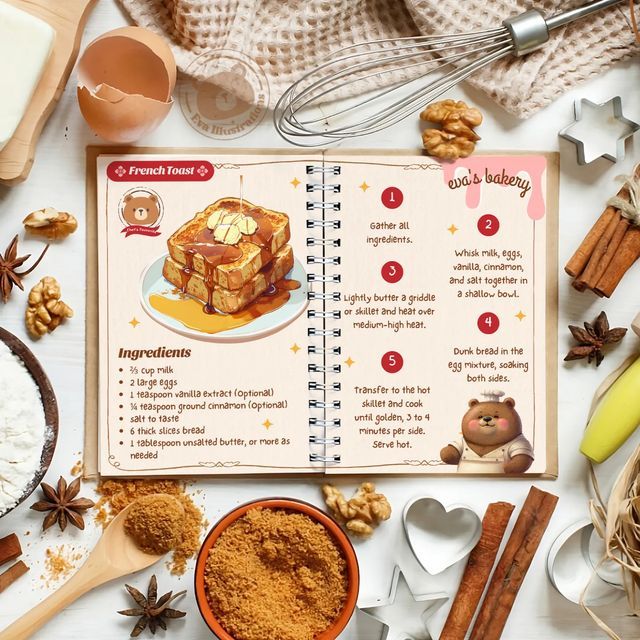 Eva Illustrations
French Toast
Chef's Favourite
Ingredients
⅔ cup milk
2 large eggs
1 teaspoon vanilla extract (Optional)
¼ teaspoon ground cinnamon (Optional)
salt to taste
6 thick slices bread
1 tablespoon unsalted butter, or more as
needed
eva's bakery
1
Gather all
ingredients.
2
Whisk milk, eggs,
vanilla, cinnamon,
and salt together in
a shallow bowl.
3
Lightly butter a griddle
or skillet and heat over
medium-high heat.
4
Dunk bread in the
egg mixture, soaking
both sides.
5
Transfer to the hot
skillet and cook
until golden, 3 to 4
minutes per side.
Serve hot.